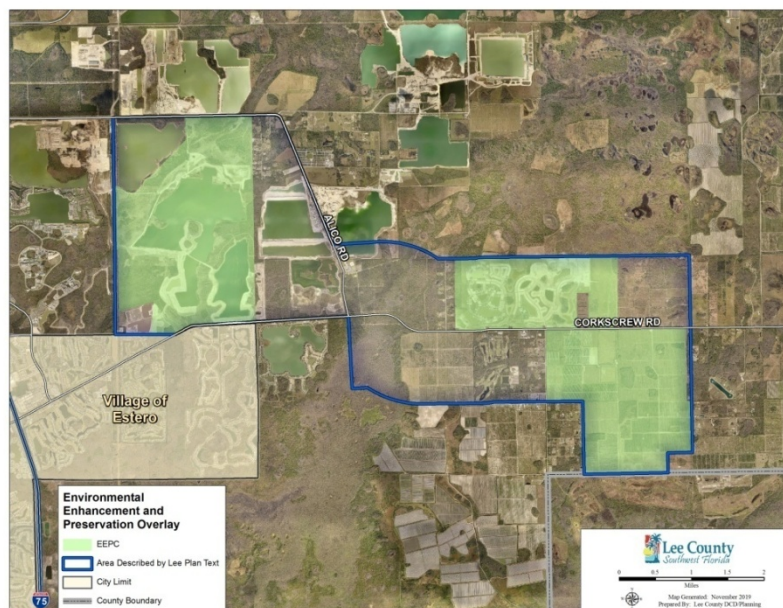 ALICO RD
CORKSCREW RD
Village of
Estero
Environmental
Enhancement and
Preservation Overlay
EEPC
Area Described by Lee Plan Text
City Limit
County Boundary
75
Lee County
Southwest Florida
0 0.5 1 2
Miles
Map Generated: November 2019
Prepared By: Lee County DCD/Planning